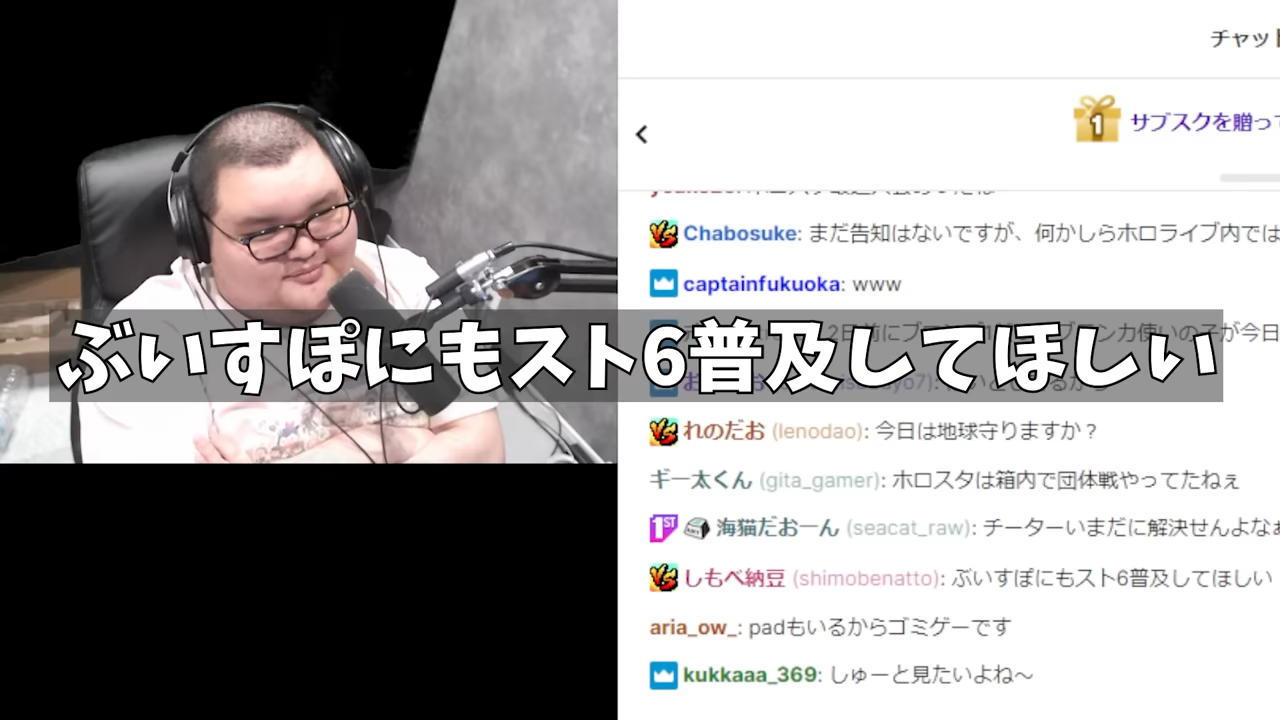 チャット
サブスクを贈って
Chabosuke: まだ告知はないですが、何かしらホロライブ内では
captainfukuoka: www
ぶいすぽにもスト6普及してほしい
れのだお (lenodao): 今日は地球守りますか？
ギー太くん (gita_gamer): ホロスタは箱内で団体戦やってたねぇ
1ST 海猫だおーん (seacat_raw): チーターいまだに解決せんよなぁ
しもべ納豆 (shimobenatto): ぶいすぽにもスト6普及してほしい
aria_ow_: padもいるからゴミゲーです
kukkaaa_369: しゅーと見たいよね～